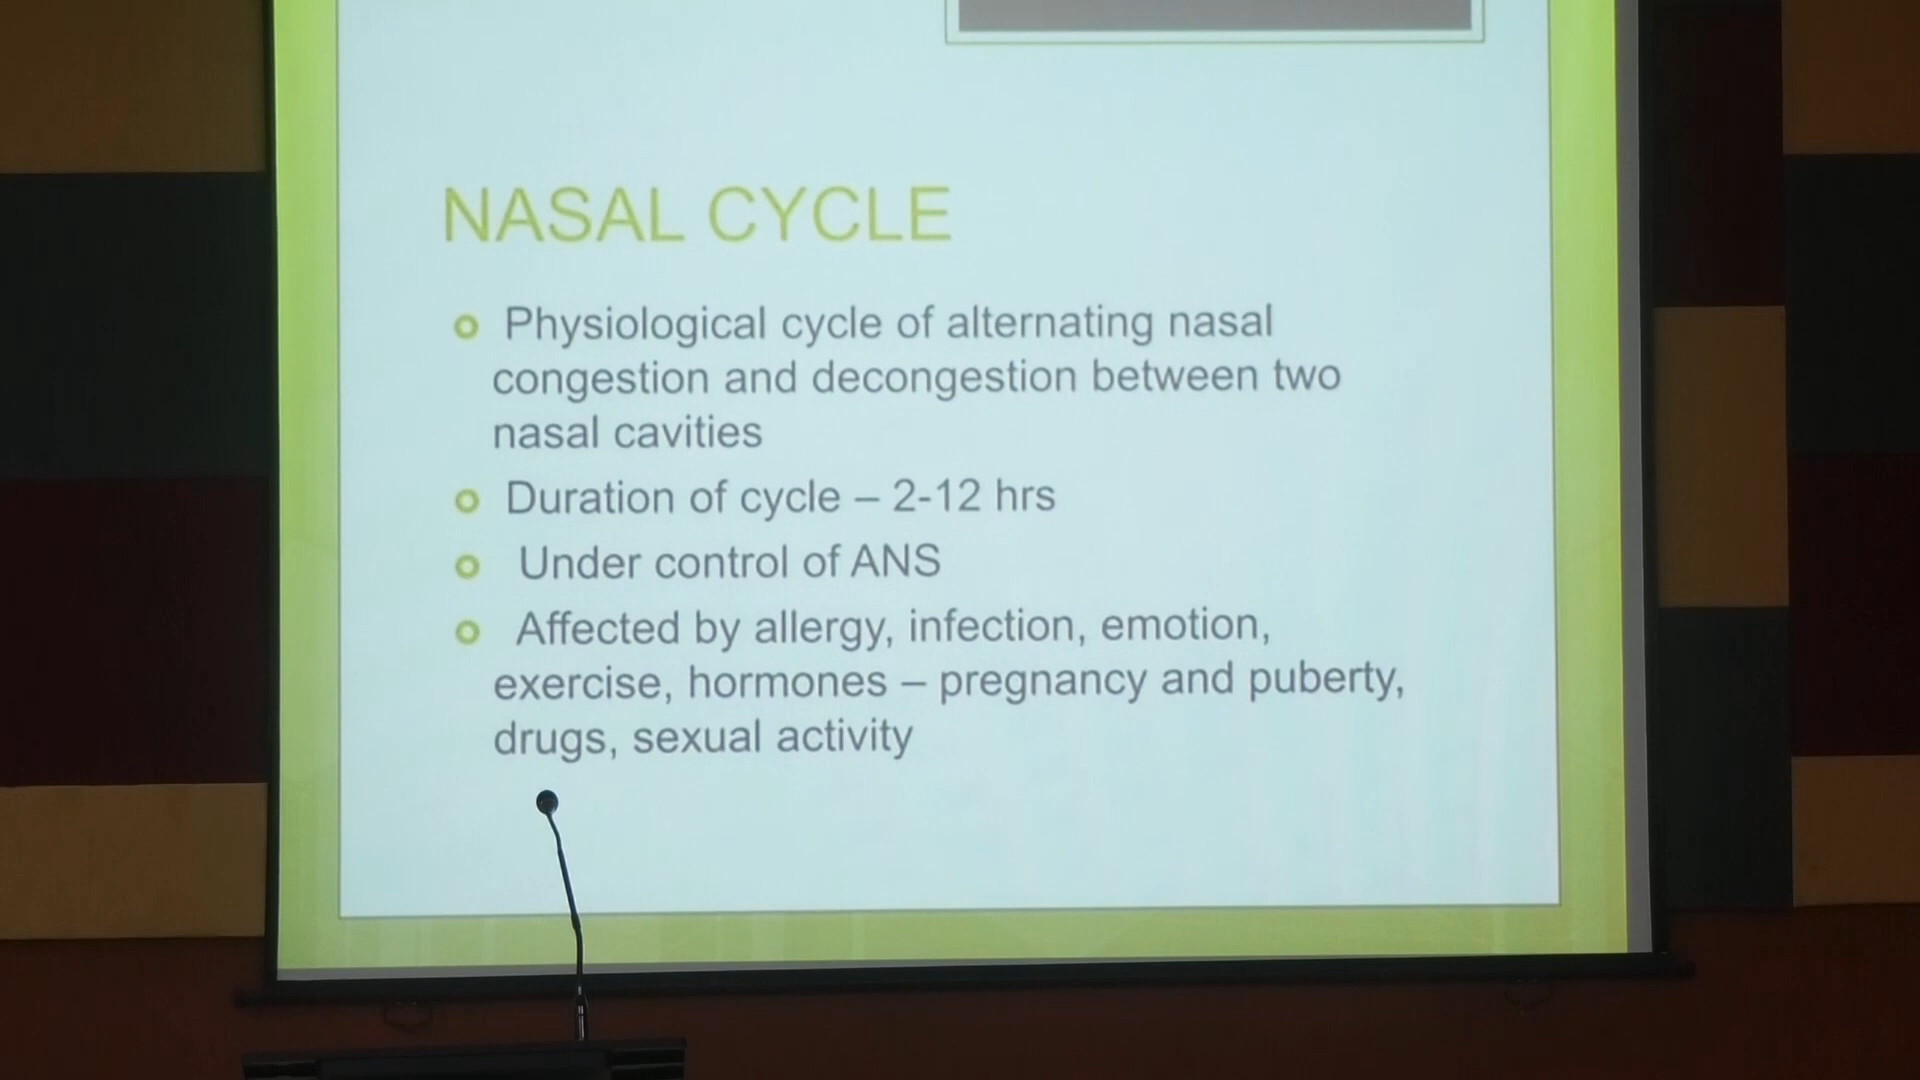 NASAL CYCLE
Physiological cycle of alternating nasal
congestion and decongestion between two
nasal cavities
Duration of cycle – 2-12 hrs
Under control of ANS
Affected by allergy, infection, emotion,
exercise, hormones – pregnancy and puberty,
drugs, sexual activity